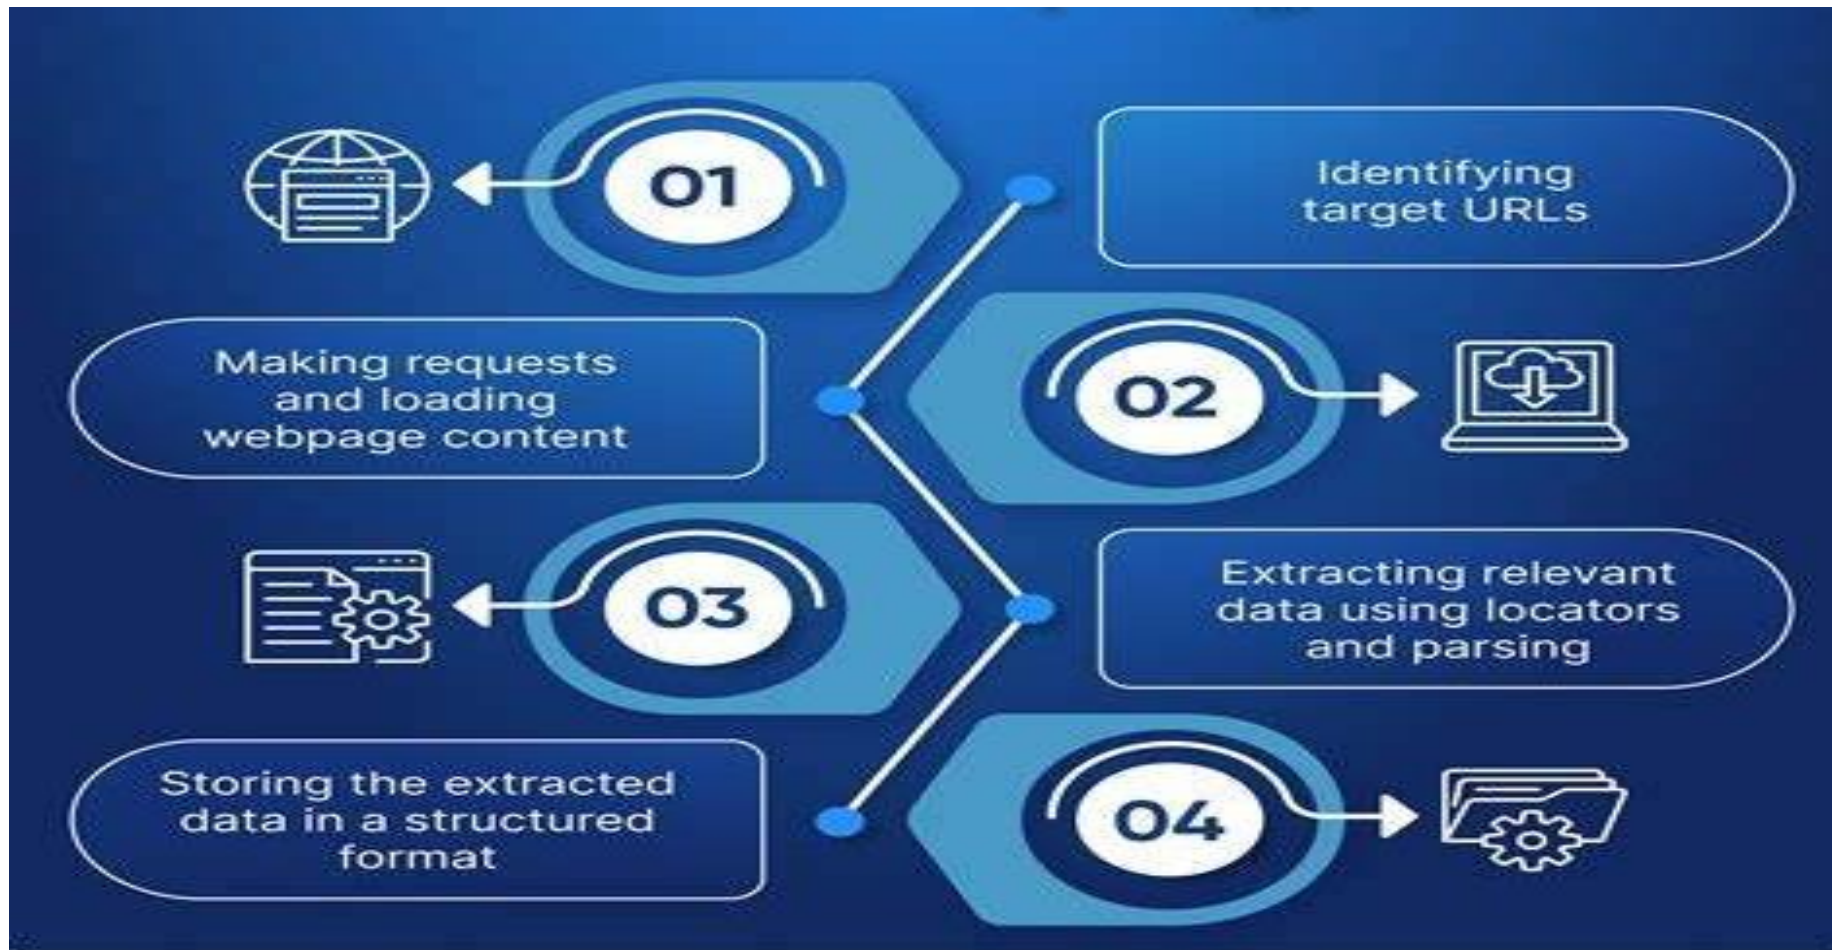 01
Identifying
target URLs
Making requests
and loading
webpage content
02
03
Extracting relevant
data using locators
and parsing
Storing the extracted
data in a structured
format
04